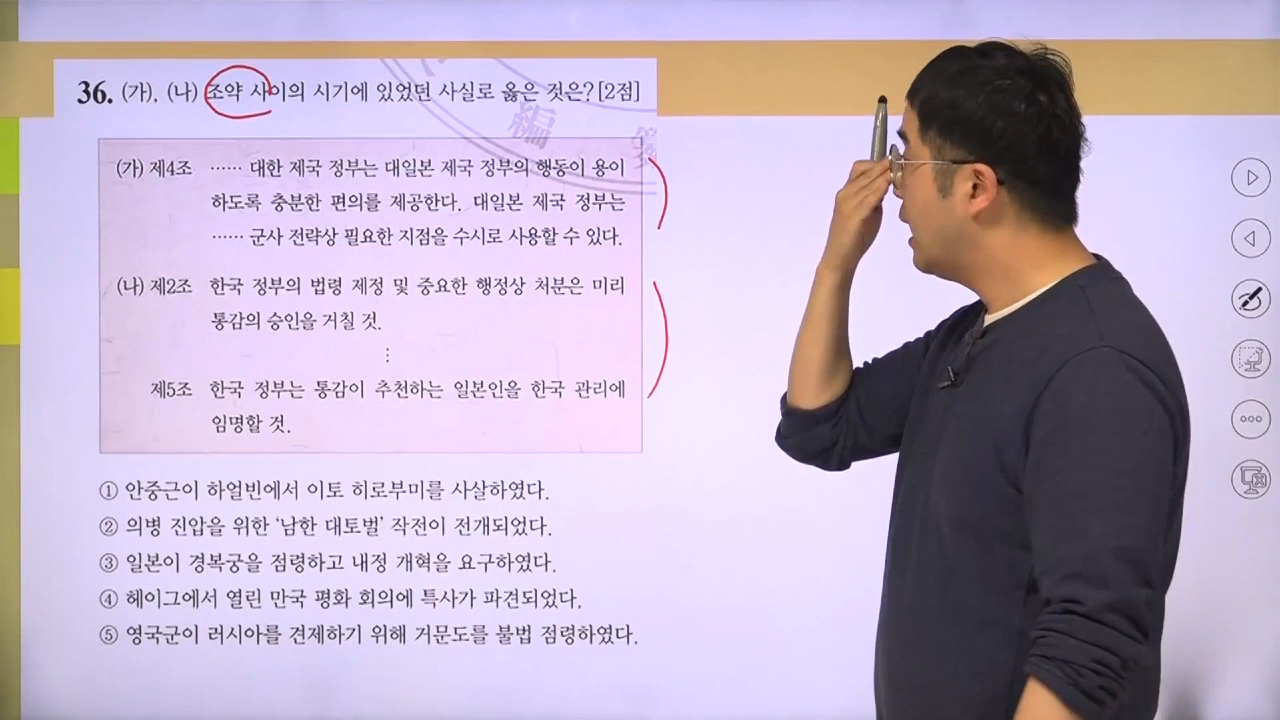 36. (가), (나) 조약 사이의 시기에 있었던 사실로 옳은 것은? [2점]
(가) 제4조 …… 대한 제국 정부는 대일본 제국 정부의 행동이 용이
하도록 충분한 편의를 제공한다. 대일본 제국 정부는
…… 군사 전략상 필요한 지점을 수시로 사용할 수 있다.
(나) 제2조 한국 정부의 법령 제정 및 중요한 행정상 처분은 미리
통감의 승인을 거칠 것.
⋮
제5조 한국 정부는 통감이 추천하는 일본인을 한국 관리에
임명할 것.
① 안중근이 하얼빈에서 이토 히로부미를 사살하였다.
② 의병 진압을 위한 ‘남한 대토벌’ 작전이 전개되었다.
③ 일본이 경복궁을 점령하고 내정 개혁을 요구하였다.
④ 헤이그에서 열린 만국 평화 회의에 특사가 파견되었다.
⑤ 영국군이 러시아를 견제하기 위해 거문도를 불법 점령하였다.
編